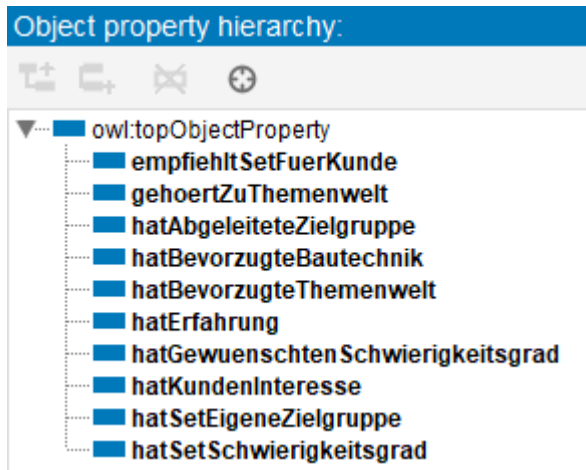 Object property hierarchy:
owl:topObjectProperty
empfiehltSetFuerKunde
gehoertZuThemenwelt
hatAbgeleiteteZielgruppe
hatBevorzugteBautechnik
hatBevorzugteThemenwelt
hatErfahrung
hatGewuenschtenSchwierigkeitsgrad
hatKundenInteresse
hatSetEigeneZielgruppe
hatSetSchwierigkeitsgrad